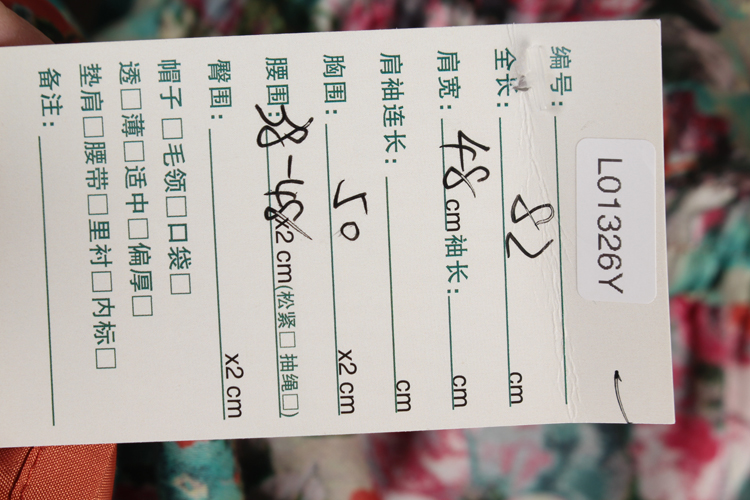 L01326Y
编号:
全长: 82 cm
肩宽: 48 cm 袖长: cm
肩袖连长: cm
胸围: 50 x2 cm
腰围: 38-48 x2 cm(松紧□ 抽绳□)
臀围: x2 cm
帽子□毛领□口袋□
透□薄□适中□偏厚□
垫肩□腰带□里衬□内标□
备注: